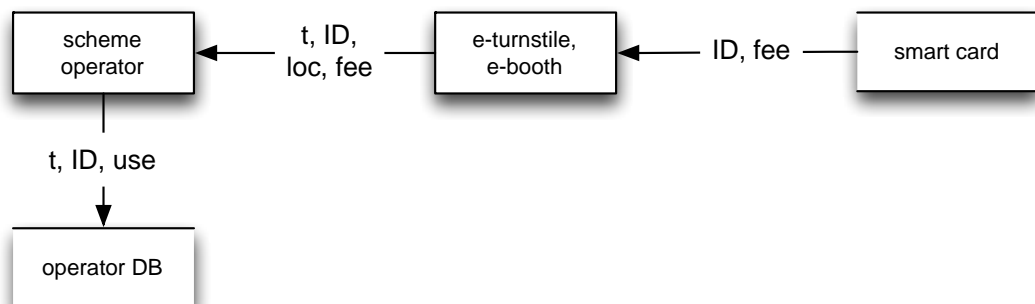 scheme
operator
t, ID,
loc, fee
e-turnstile,
e-booth
ID, fee
smart card
t, ID, use
operator DB